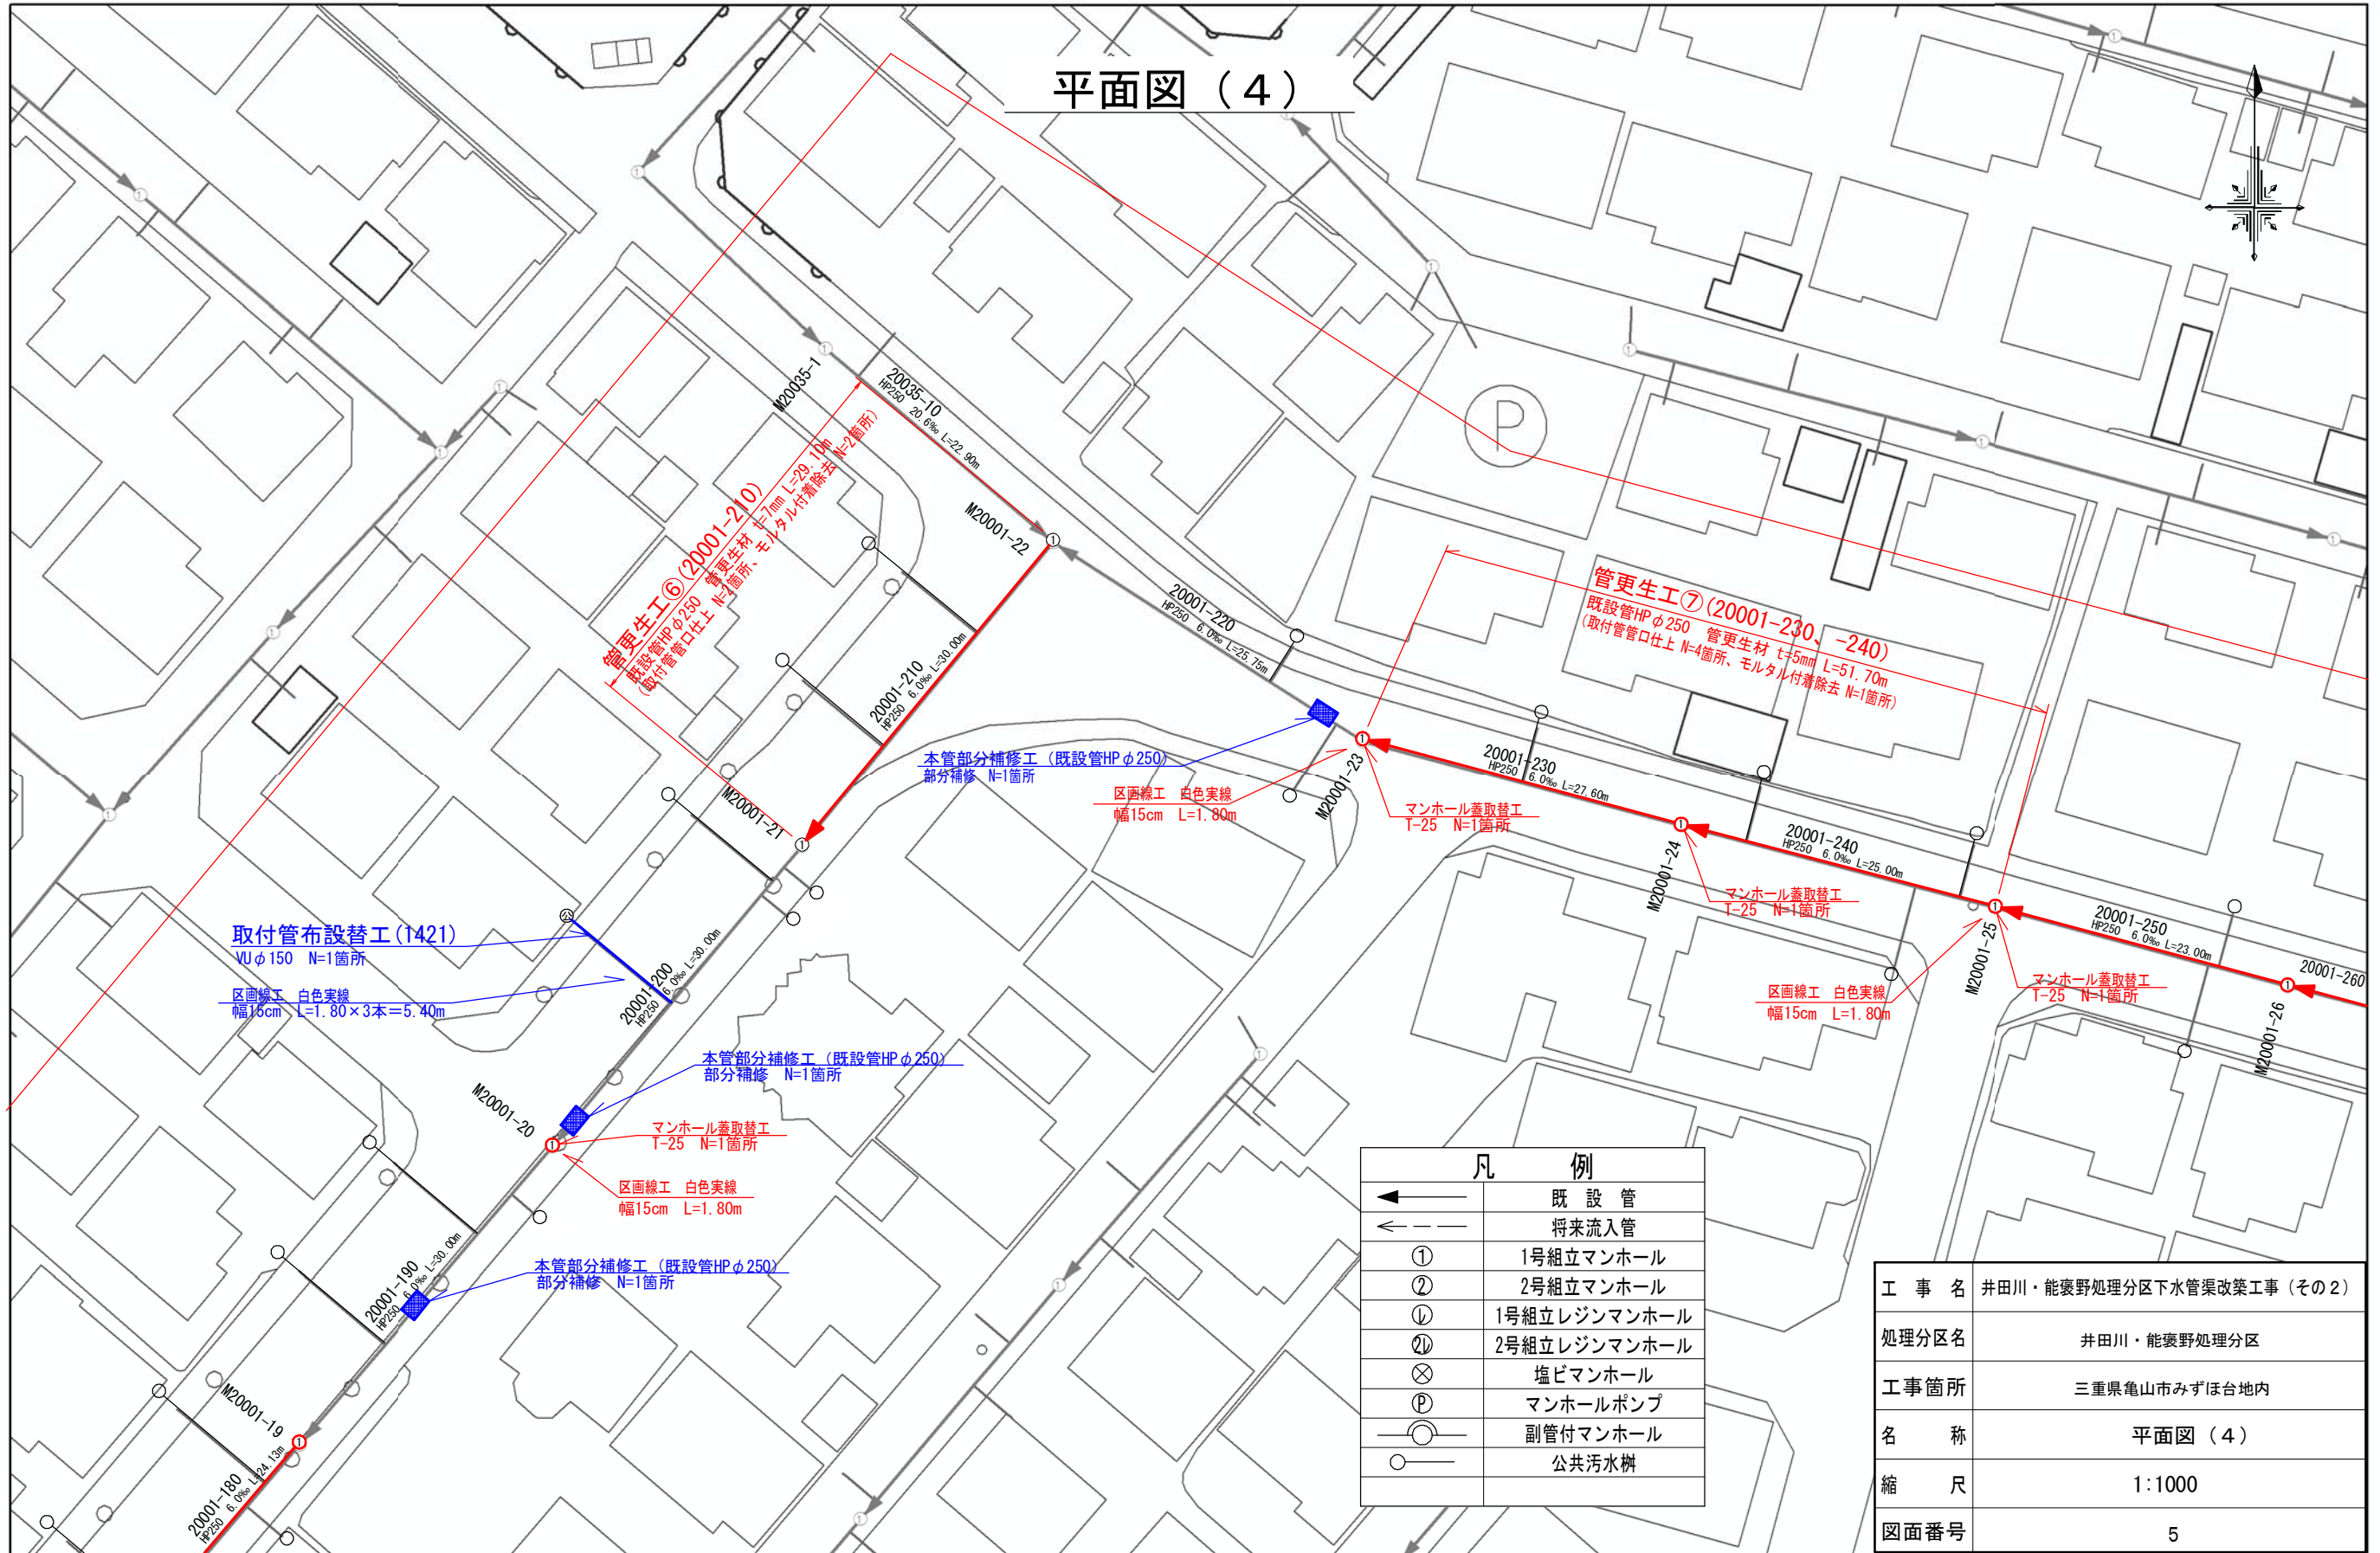 平面図（４）
M20035-1
20035-10
HP250 20.6‰ L=22.90m
M20001-22
管更生工⑥(20001-210)
既設管HPφ250 管更生材 t=7mm L=29.10m
(取付管管口仕上 N=2箇所、モルタル付着除去 N=2箇所)
20001-210
HP250 6.0‰ L=30.00m
20001-220
HP250 6.0‰ L=25.75m
管更生工⑦(20001-230、-240)
既設管HPφ250 管更生材 t=5mm L=51.70m
(取付管管口仕上 N=4箇所、モルタル付着除去 N=1箇所)
P
本管部分補修工（既設管HPφ250）
部分補修 N=1箇所
区画線工 白色実線
幅15cm L=1.80m
M20001-23
マンホール蓋取替工
T-25 N=1箇所
20001-230
HP250 6.0‰ L=27.60m
M20001-24
マンホール蓋取替工
T-25 N=1箇所
20001-240
HP250 6.0‰ L=25.00m
区画線工 白色実線
幅15cm L=1.80m
M20001-25
マンホール蓋取替工
T-25 N=1箇所
20001-250
HP250 6.0‰ L=23.00m
M20001-26
20001-260
M20001-21
取付管布設替工(1421)
VUφ150 N=1箇所
区画線工 白色実線
幅15cm L=1.80×3本＝5.40m
20001-200
HP250 6.0‰ L=30.00m
本管部分補修工（既設管HPφ250）
部分補修 N=1箇所
M20001-20
マンホール蓋取替工
T-25 N=1箇所
区画線工 白色実線
幅15cm L=1.80m
20001-190
HP250 6.0‰ L=30.00m
本管部分補修工（既設管HPφ250）
部分補修 N=1箇所
M20001-19
20001-180
HP250 6.0‰ L=24.13m
凡 例
既 設 管
将来流入管
① 1号組立マンホール
② 2号組立マンホール
1号組立レジンマンホール
2号組立レジンマンホール
塩ビマンホール
Ⓟ マンホールポンプ
副管付マンホール
公共汚水桝
工 事 名 井田川・能褒野処理分区下水管渠改築工事（その２）
処理分区名 井田川・能褒野処理分区
工事箇所 三重県亀山市みずほ台地内
名 称 平面図（４）
縮 尺 1:1000
図面番号 5